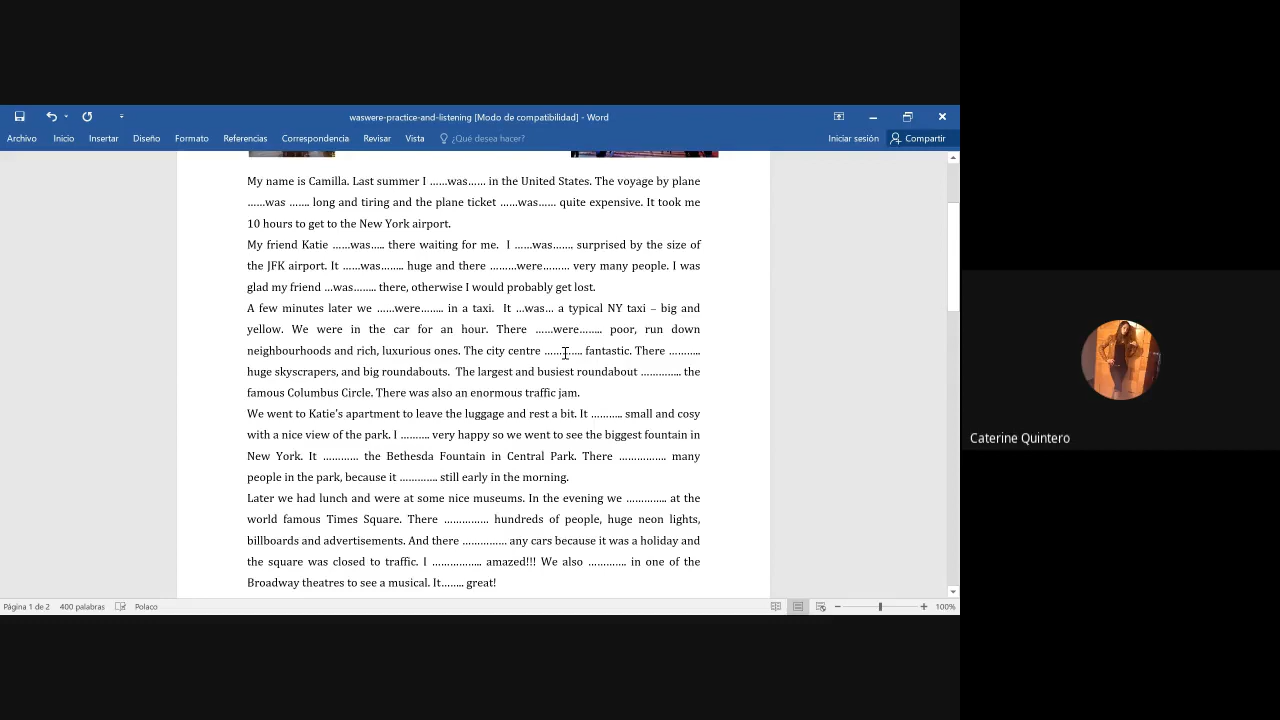 waswere-practice-and-listening [Modo de compatibilidad] - Word
Archivo Inicio Insertar Diseño Formato Referencias Correspondencia Revisar Vista ¿Qué desea hacer? Iniciar sesión Compartir
My name is Camilla. Last summer I ……was…… in the United States. The voyage by plane
……was ……. long and tiring and the plane ticket ……was…… quite expensive. It took me
10 hours to get to the New York airport.
My friend Katie ……was….. there waiting for me. I ……was……, surprised by the size of
the JFK airport. It ……was…….. huge and there ………were……… very many people. I was
glad my friend …was…….. there, otherwise I would probably get lost.
A few minutes later we ……were…….. in a taxi. It …was… a typical NY taxi – big and
yellow. We were in the car for an hour. There ……were…….. poor, run down
neighbourhoods and rich, luxurious ones. The city centre ………….. fantastic. There ………..
huge skyscrapers, and big roundabouts. The largest and busiest roundabout ………….. the
famous Columbus Circle. There was also an enormous traffic jam.
We went to Katie's apartment to leave the luggage and rest a bit. It ……….. small and cosy
with a nice view of the park. I ………. very happy so we went to see the biggest fountain in
New York. It ………… the Bethesda Fountain in Central Park. There ……………. many
people in the park, because it …………. still early in the morning.
Later we had lunch and were at some nice museums. In the evening we ………….. at the
world famous Times Square. There …………… hundreds of people, huge neon lights,
billboards and advertisements. And there …………… any cars because it was a holiday and
the square was closed to traffic. I …………….. amazed!!! We also …………. in one of the
Broadway theatres to see a musical. It…….. great!
Página 1 de 2 400 palabras Polaco 100%
Caterine Quintero